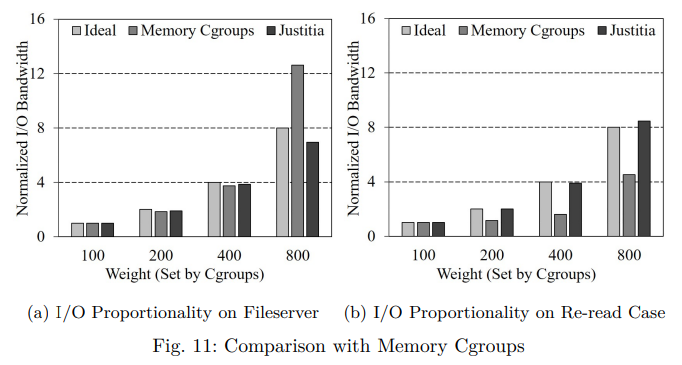 16
Ideal Memory Cgroups Justitia
12
8
4
0
Normalized I/O Bandwidth
100 200 400 800
Weight (Set by Cgroups)
(a) I/O Proportionality on Fileserver
16
Ideal Memory Cgroups Justitia
12
8
4
0
Normalized I/O Bandwidth
100 200 400 800
Weight (Set by Cgroups)
(b) I/O Proportionality on Re-read Case
Fig. 11: Comparison with Memory Cgroups